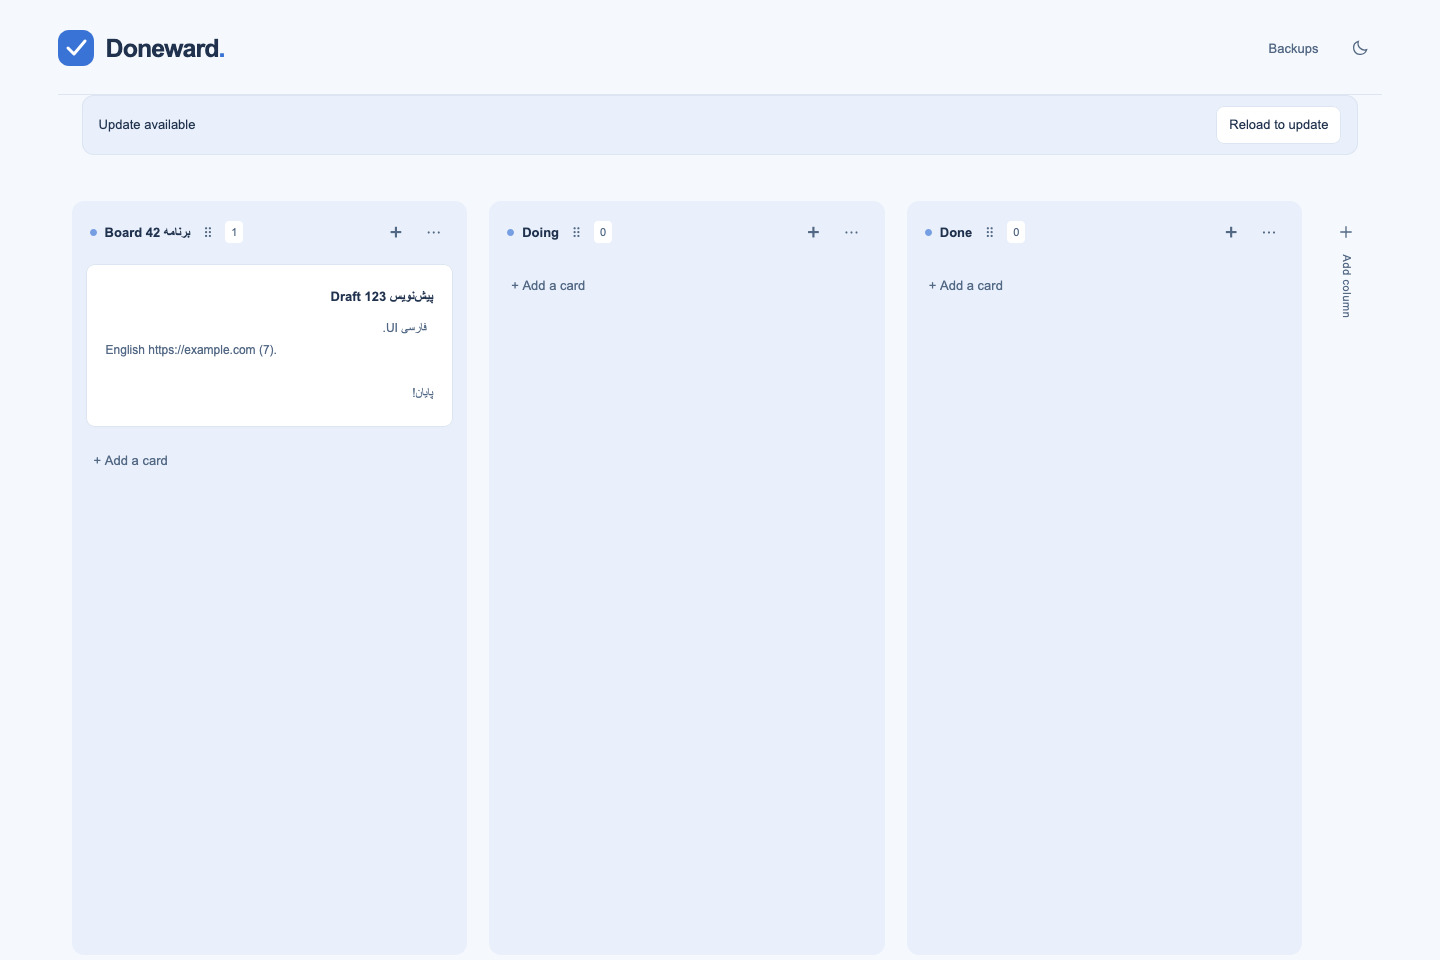 Doneward.
Backups
Update available
Reload to update
برنامه Board 42
1
پیش‌نویس Draft 123
فارسی UI.
English https://example.com (7).
پایان!
+ Add a card
Doing
0
+ Add a card
Done
0
+ Add a card
Add column